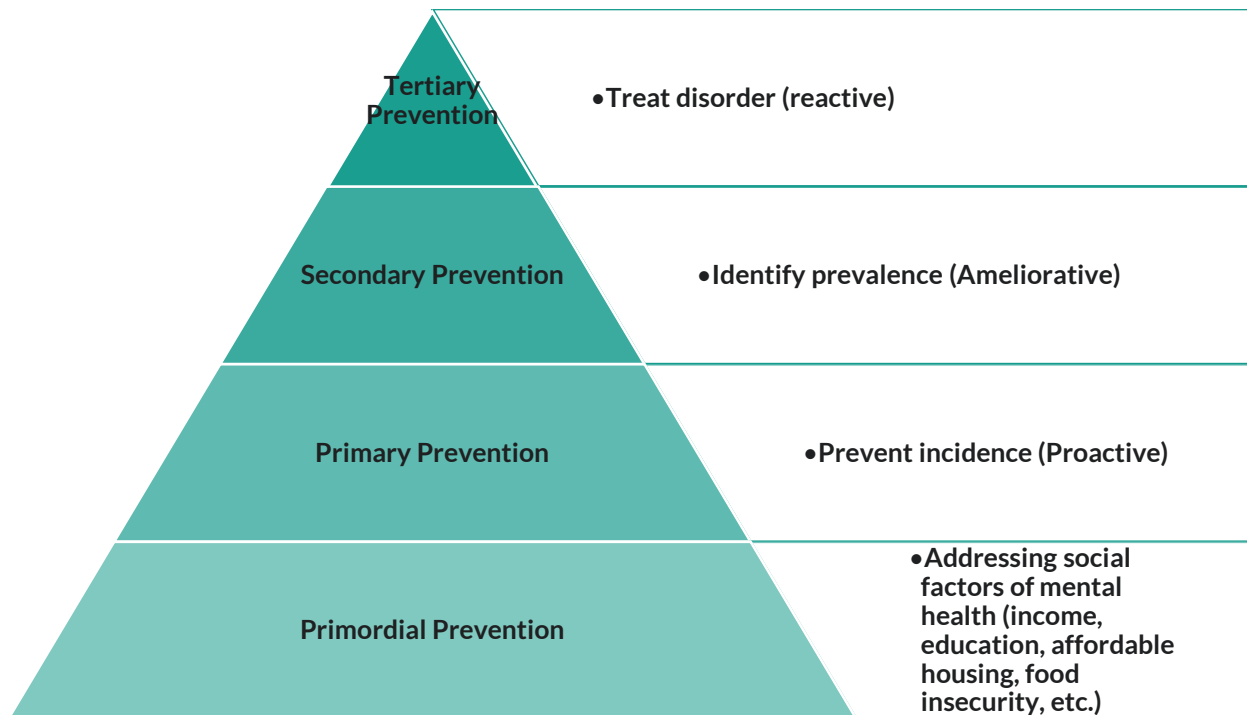 Tertiary
Prevention
•Treat disorder (reactive)
Secondary Prevention
•Identify prevalence (Ameliorative)
Primary Prevention
•Prevent incidence (Proactive)
Primordial Prevention
•Addressing social
factors of mental
health (income,
education, affordable
housing, food
insecurity, etc.)